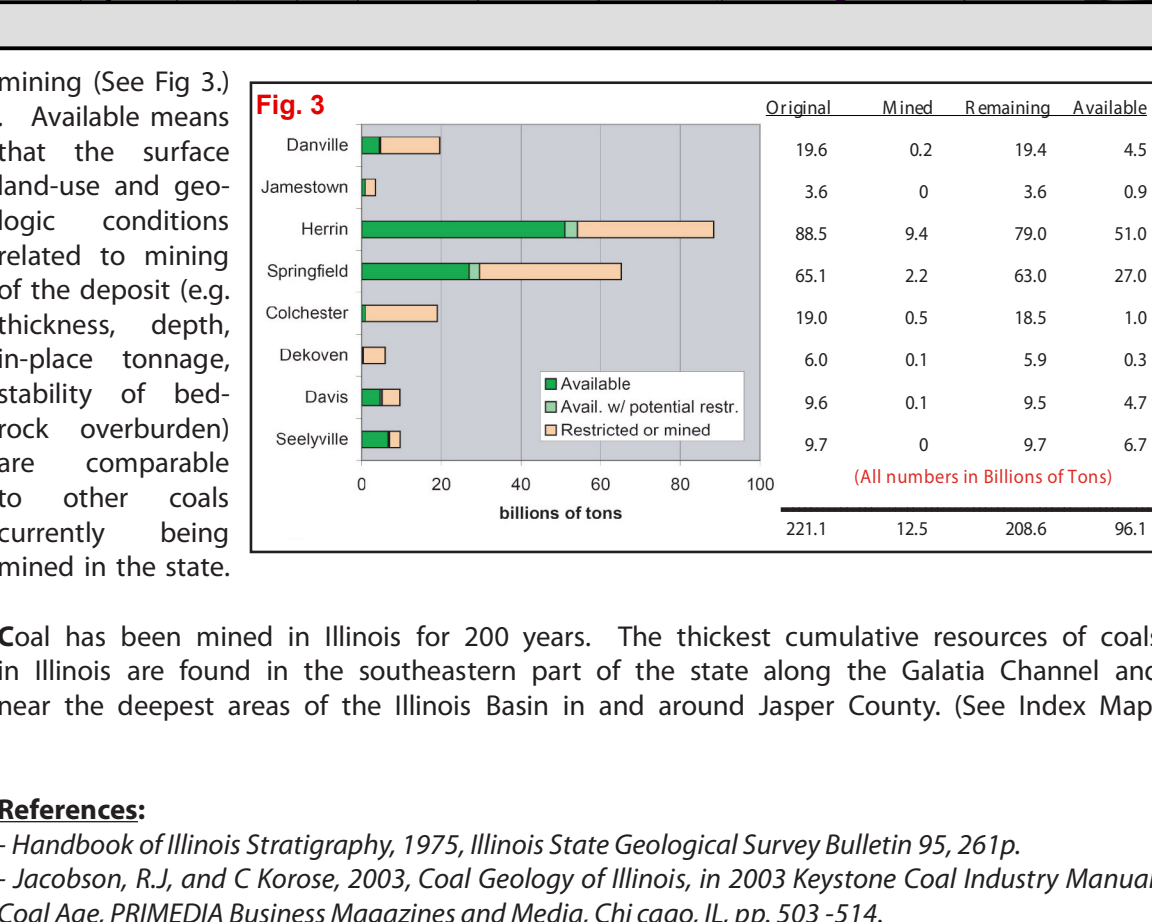 mining (See Fig 3.)
. Available means
that the surface
land-use and geo-
logic conditions
related to mining
of the deposit (e.g.
thickness, depth,
in-place tonnage,
stability of bed-
rock overburden)
are comparable
to other coals
currently being
mined in the state.
Fig. 3
Original Mined Remaining Available
Danville 19.6 0.2 19.4 4.5
Jamestown 3.6 0 3.6 0.9
Herrin 88.5 9.4 79.0 51.0
Springfield 65.1 2.2 63.0 27.0
Colchester 19.0 0.5 18.5 1.0
Dekoven 6.0 0.1 5.9 0.3
Davis 9.6 0.1 9.5 4.7
Seelyville 9.7 0 9.7 6.7
Available
Avail. w/ potential restr.
Restricted or mined
0 20 40 60 80 100
billions of tons
(All numbers in Billions of Tons)
221.1 12.5 208.6 96.1
Coal has been mined in Illinois for 200 years. The thickest cumulative resources of coals
in Illinois are found in the southeastern part of the state along the Galatia Channel and
near the deepest areas of the Illinois Basin in and around Jasper County. (See Index Map
References:
- Handbook of Illinois Stratigraphy, 1975, Illinois State Geological Survey Bulletin 95, 261p.
- Jacobson, R.J, and C Korose, 2003, Coal Geology of Illinois, in 2003 Keystone Coal Industry Manual
Coal Age, PRIMEDIA Business Magazines and Media, Chicago, IL, pp. 503 -514.